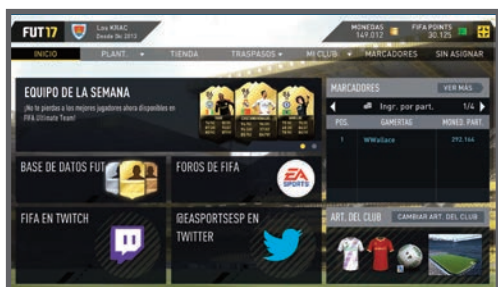 FUT 17
Los KRAC
Desde Dic 2013
MONEDAS
149.012
FIFA POINTS
30.125
INICIO
PLANT.
TIENDA
TRASPASOS
MI CLUB
MARCADORES
SIN ASIGNAR
EQUIPO DE LA SEMANA
¡No te pierdas a los mejores jugadores ahora disponibles en
FIFA Ultimate Team!
MARCADORES
VER MÁS
Ingr. por part.
1/4
POS.
GAMERTAG
MONED. PART.
1
WWallace
292.164
BASE DE DATOS FUT
FOROS DE FIFA
EA
SPORTS
FIFA EN TWITCH
@EASPORTSESP EN
TWITTER
ART. DEL CLUB
CAMBIAR ART. DEL CLUB